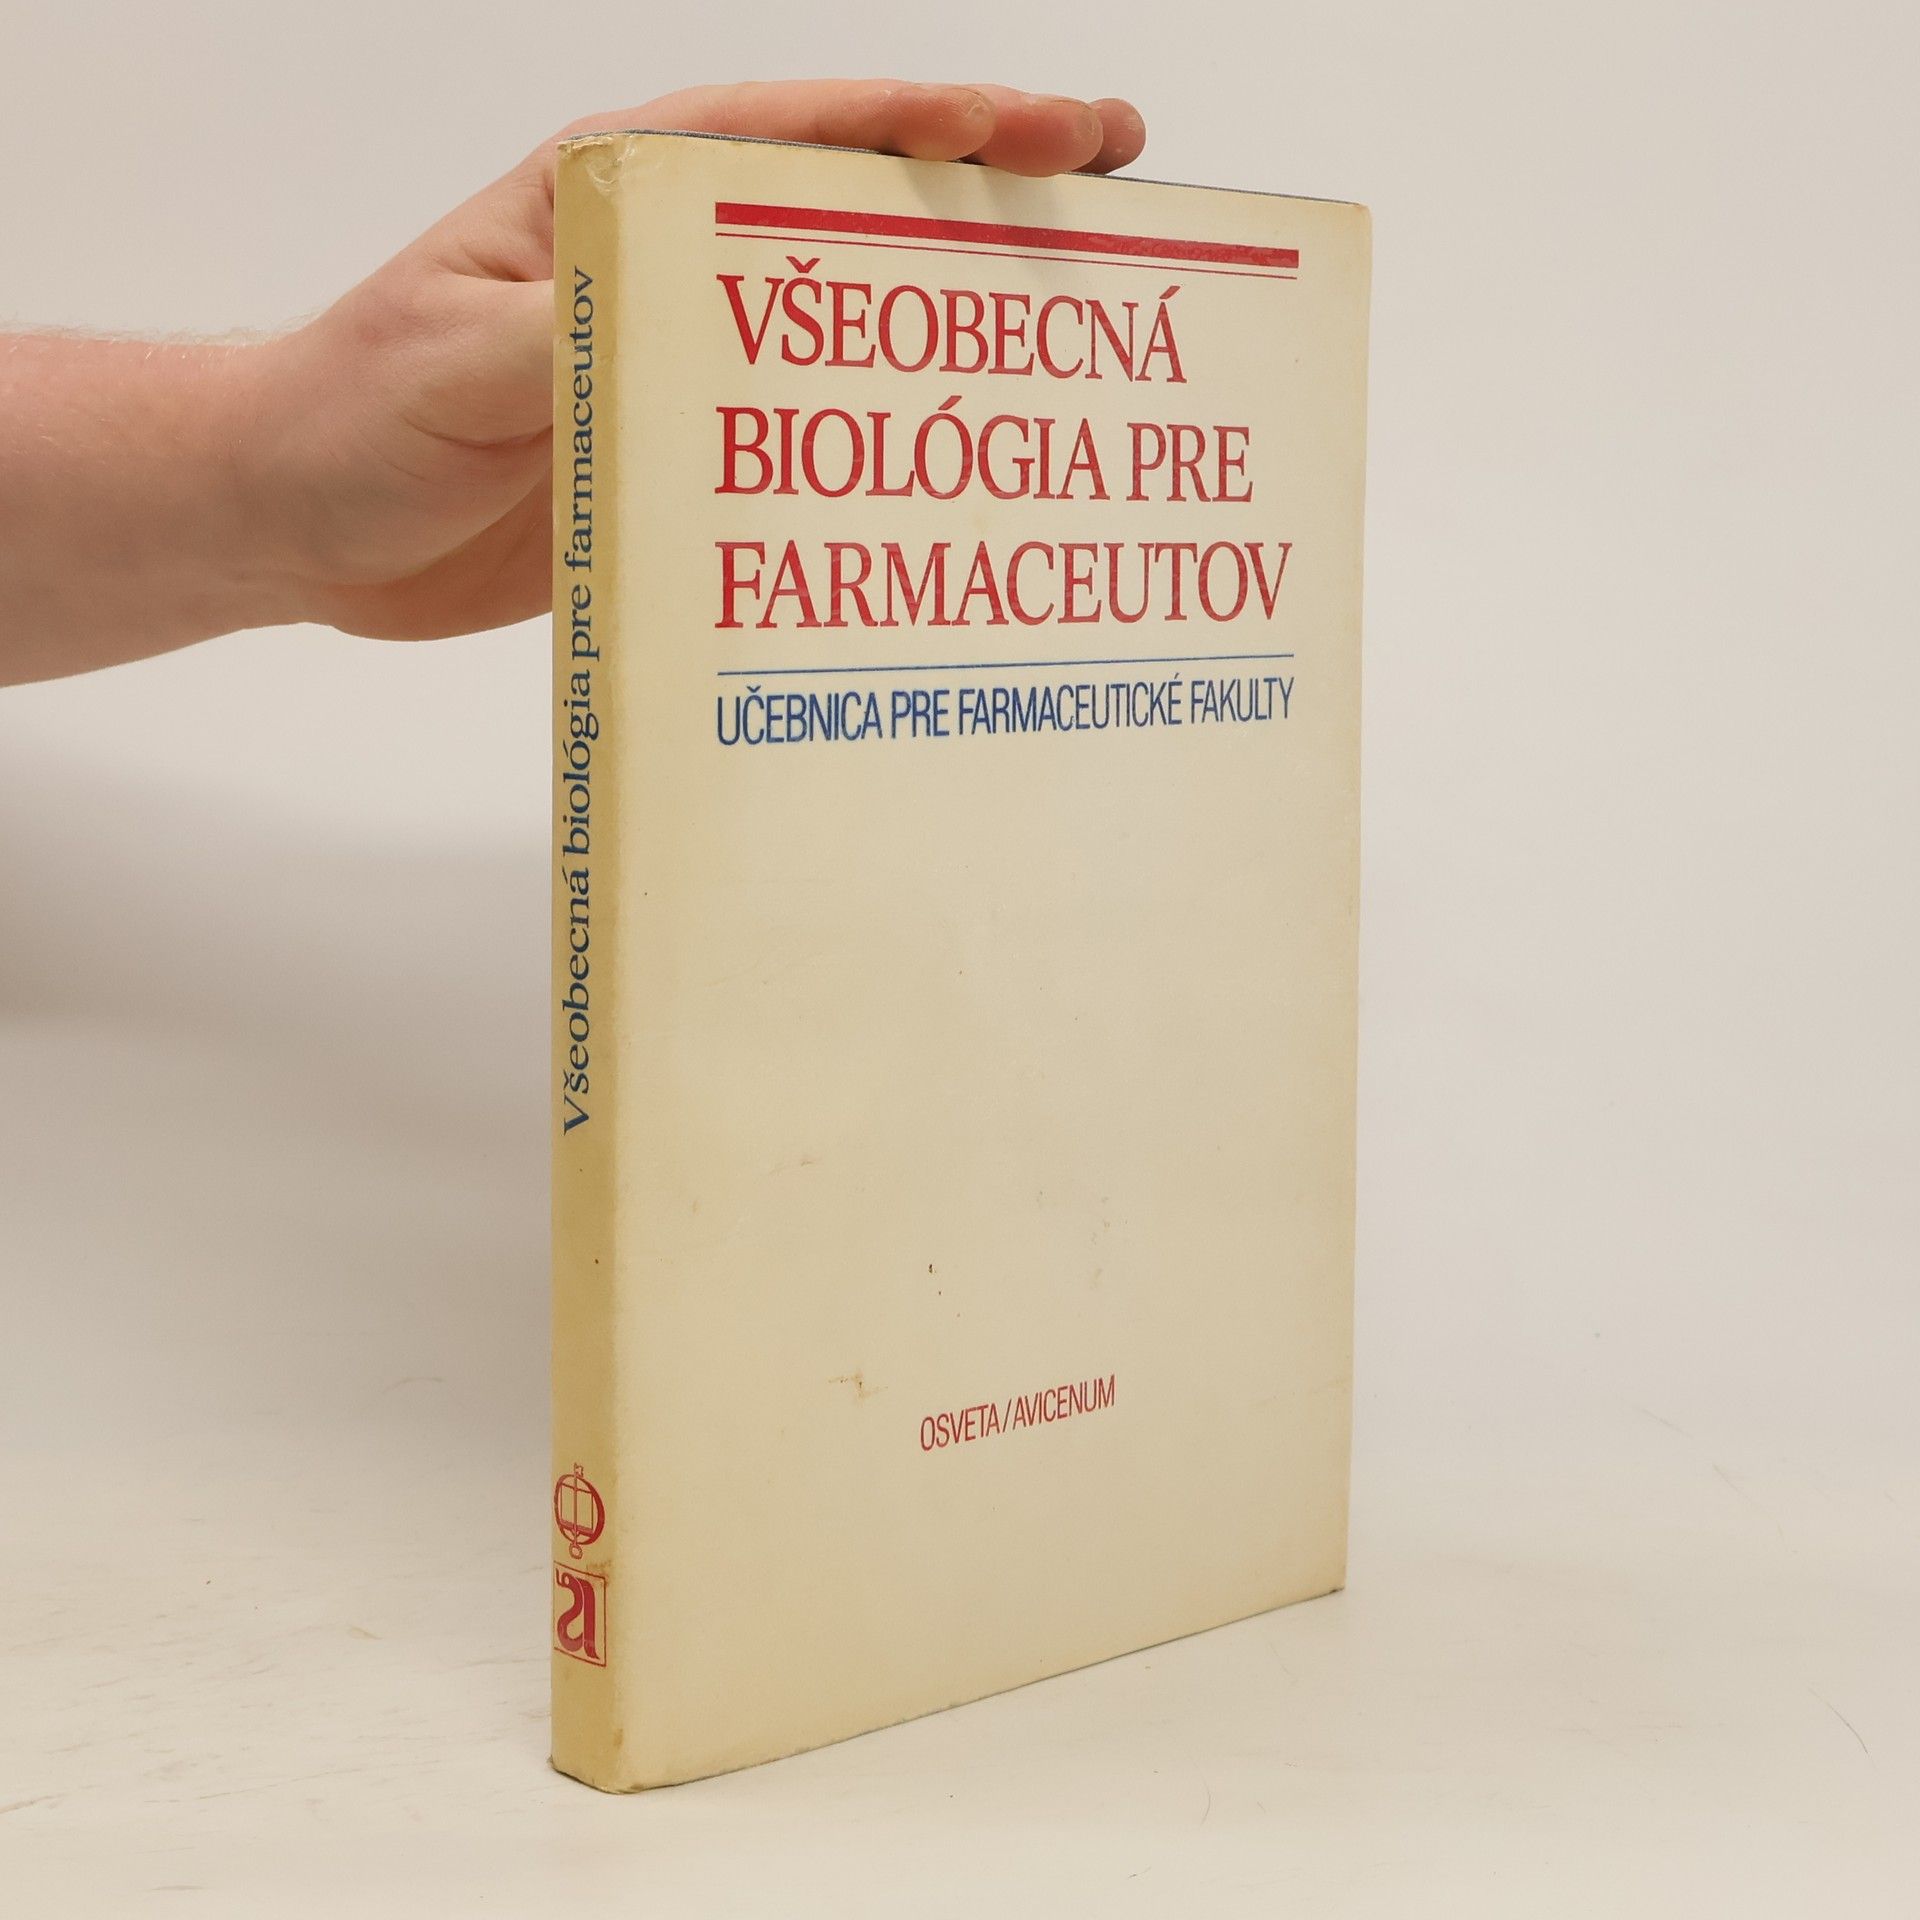 VŠEOBECNÁ
BIOLÓGIA PRE
FARMACEUTOV
UČEBNICA PRE FARMACEUTICKÉ FAKULTY
OSVETA/AVICENUM
Všeobecná biológia pre farmaceutov
a